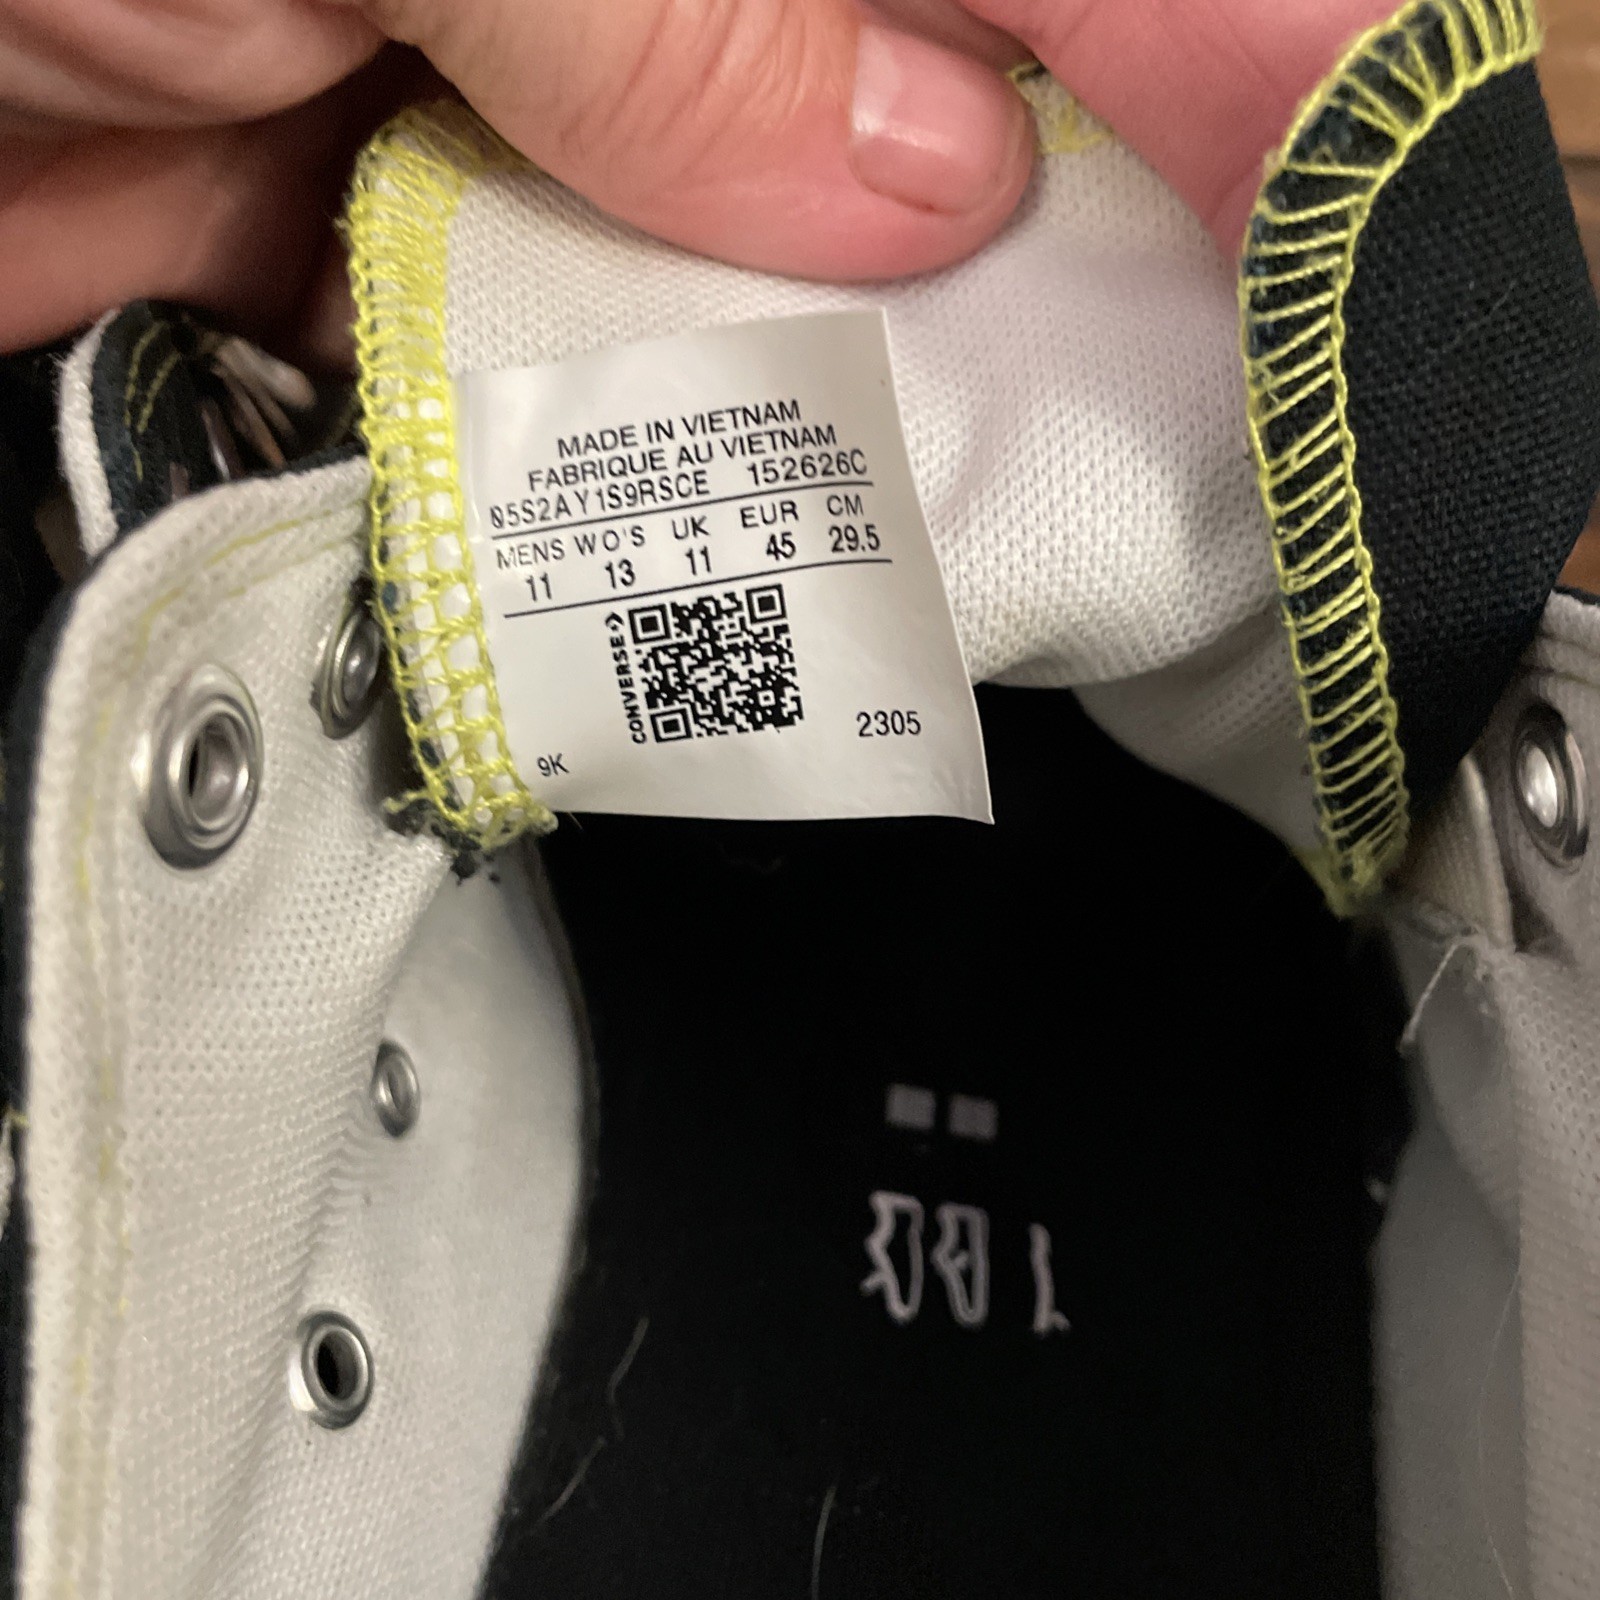 MADE IN VIETNAM
FABRIQUE AU VIETNAM
05S2AY1S9RSCE 152626C
MENS WO'S UK EUR CM
11 13 11 45 29.5
CONVERSE
9K 2305